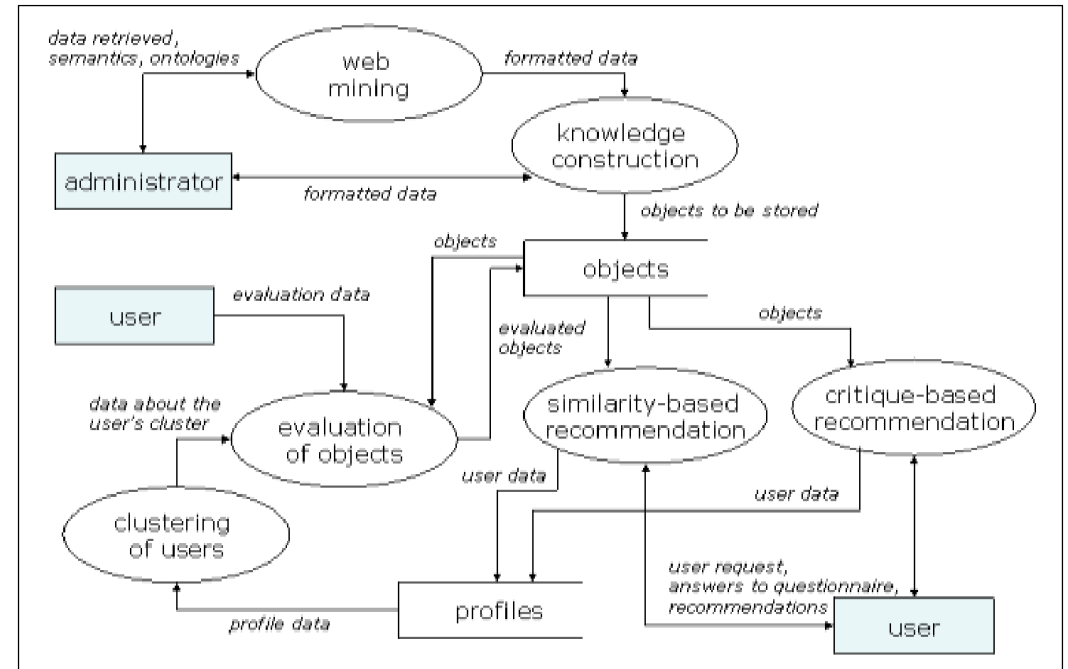 data retrieved,
semantics, ontologies
web
mining
formatted data
knowledge
construction
administrator
formatted data
objects to be stored
objects
objects
user
evaluation data
evaluated
objects
objects
data about the
user's cluster
evaluation
of objects
similarity-based
recommendation
critique-based
recommendation
user data
user data
clustering
of users
user request,
answers to questionnaire,
recommendations
profiles
profile data
user